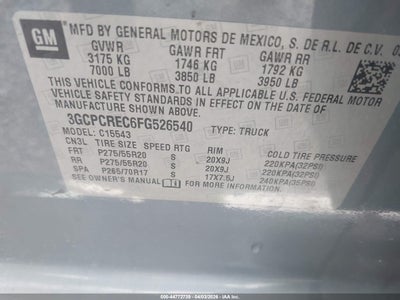 GM
MFD BY GENERAL MOTORS DE MEXICO, S. DE R.L. DE C.V. 03
GVWR GAWR FRT GAWR RR
3175 KG 1746 KG 1792 KG
7000 LB 3850 LB 3950 LB
THIS VEHICLE CONFORMS TO ALL APPLICABLE U.S. FEDERAL MOTOR
VEHICLE SAFETY STANDARDS IN EFFECT ON THE DATE OF
MANUFACTURE SHOWN ABOVE.
3GCPCREC6FG526540 TYPE: TRUCK
MODEL: C15543
CN3L TIRE SIZE SPEED RTG RIM COLD TIRE PRESSURE
FRT P275/55R20 S 20X9J 220KPA(32PSI)
RR P275/55R20 S 20X9J 220KPA(32PSI)
SPA P265/70R17 S 17X7.5J 240KPA(35PSI)
SEE OWNER'S MANUAL FOR ADDITIONAL INFORMATION